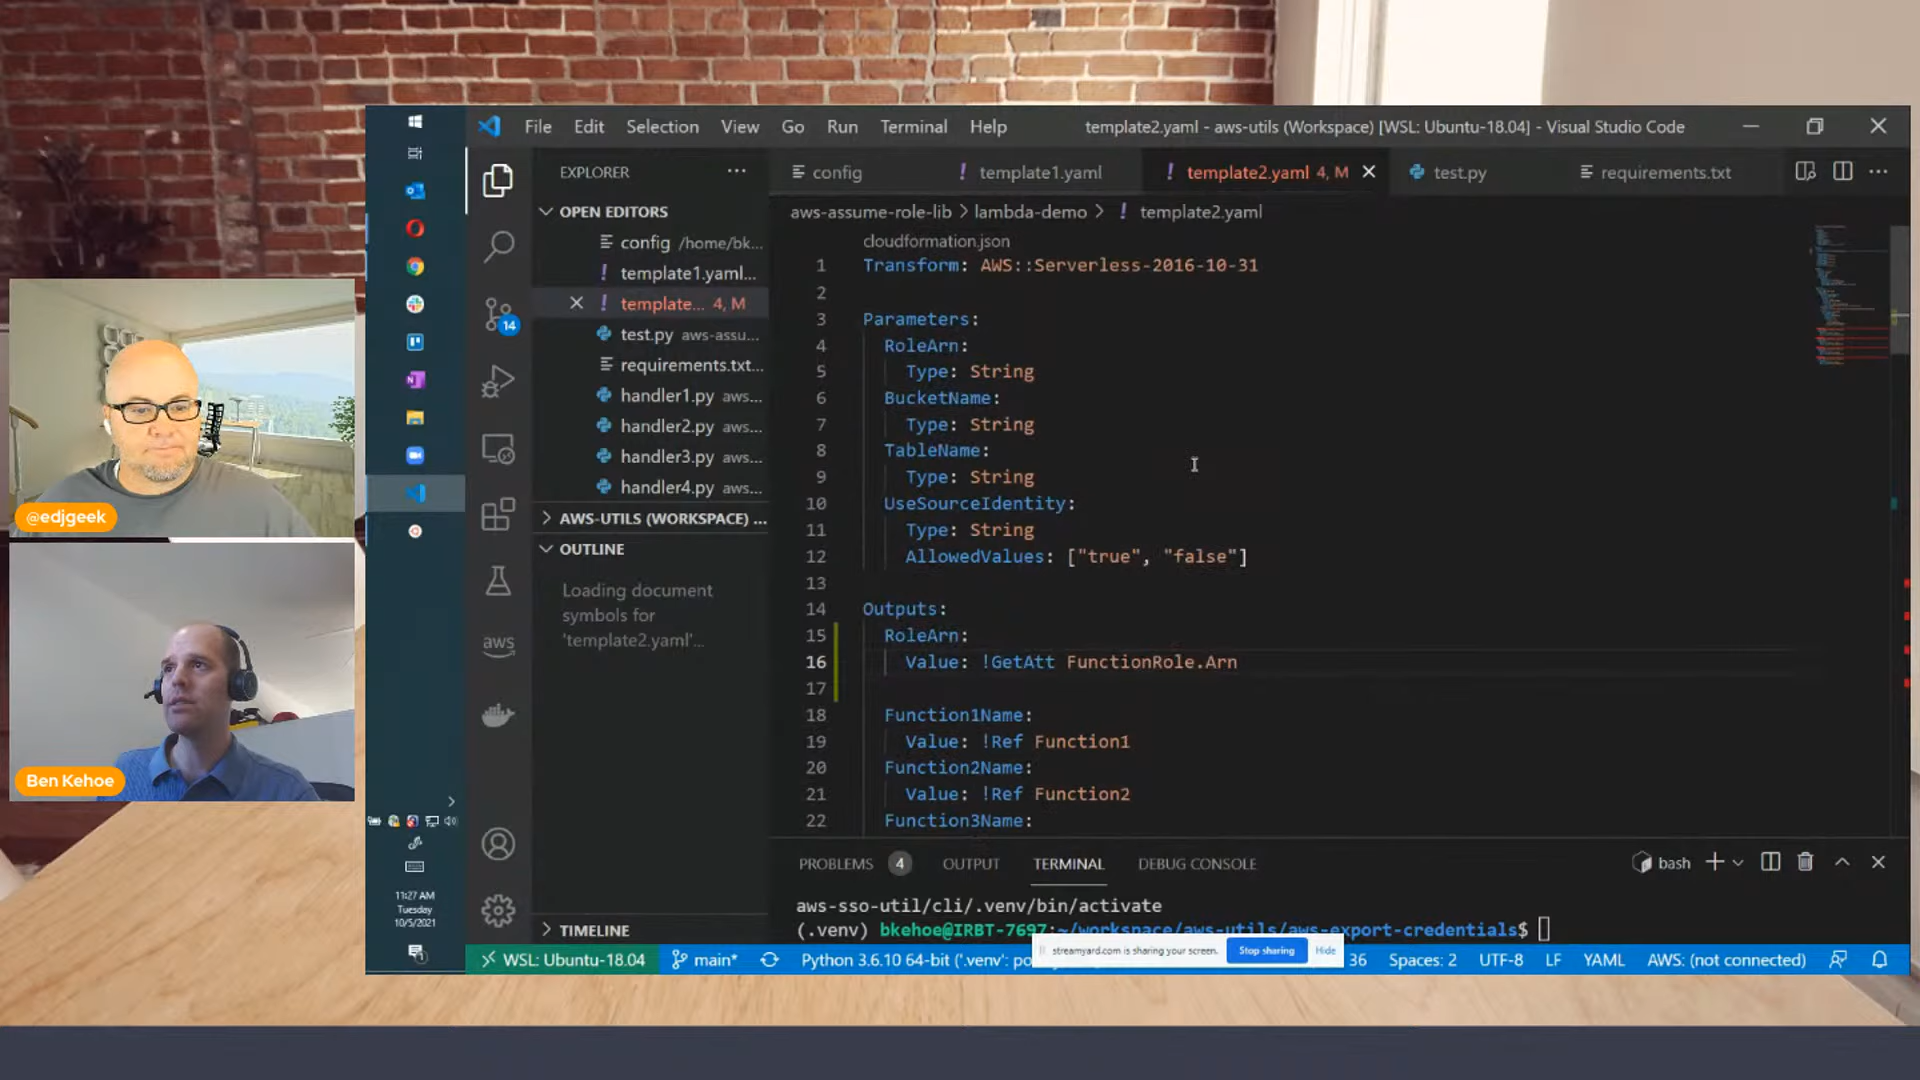 File Edit Selection View Go Run Terminal Help
template2.yaml - aws-utils (Workspace) [WSL: Ubuntu-18.04] - Visual Studio Code
EXPLORER
config
! template1.yaml
! template2.yaml 4, M
test.py
requirements.txt
OPEN EDITORS
config /home/bk...
! template1.yaml...
! template... 4, M
test.py aws-assu...
requirements.txt...
handler1.py aws...
handler2.py aws...
handler3.py aws...
handler4.py aws...
AWS-UTILS (WORKSPACE) ...
OUTLINE
Loading document
symbols for
'template2.yaml'...
TIMELINE
14
aws
aws-assume-role-lib > lambda-demo > ! template2.yaml
cloudformation.json
1 Transform: AWS::Serverless-2016-10-31
2
3 Parameters:
4 RoleArn:
5 Type: String
6 BucketName:
7 Type: String
8 TableName:
9 Type: String
10 UseSourceIdentity:
11 Type: String
12 AllowedValues: ["true", "false"]
13
14 Outputs:
15 RoleArn:
16 Value: !GetAtt FunctionRole.Arn
17
18 Function1Name:
19 Value: !Ref Function1
20 Function2Name:
21 Value: !Ref Function2
22 Function3Name:
PROBLEMS 4 OUTPUT TERMINAL DEBUG CONSOLE
bash
aws-sso-util/cli/.venv/bin/activate
(.venv) bkehoe@IRBT-7697:~/workspace/aws-utils/aws-export-credentials$
streamyard.com is sharing your screen. Stop sharing Hide
WSL: Ubuntu-18.04 main* Python 3.6.10 64-bit ('.venv': po
36 Spaces: 2 UTF-8 LF YAML AWS: (not connected)
@edjgeek
Ben Kehoe
11:27 AM
Tuesday
10/5/2021